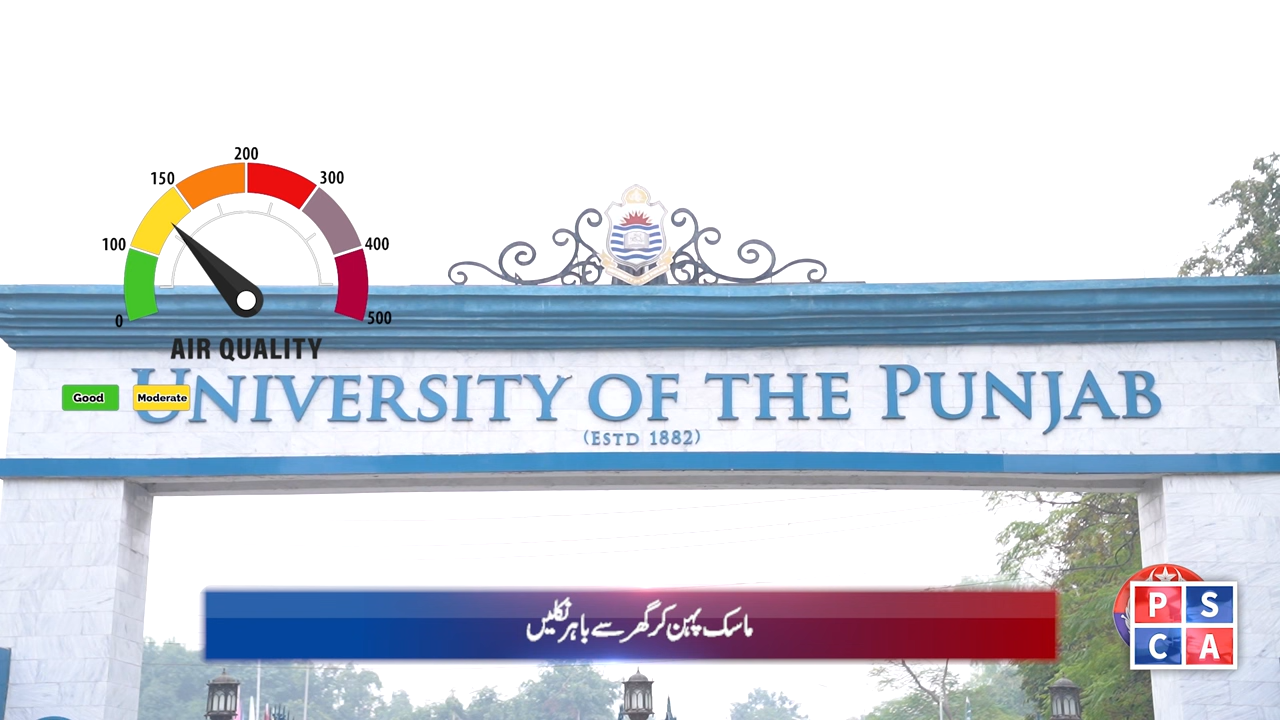 200
150
300
100
400
0
500
AIR QUALITY
Good
Moderate
UNIVERSITY OF THE PUNJAB
(ESTD 1882)
ماسک پہن کر گھر سے باہر نکلیں
P S
C A